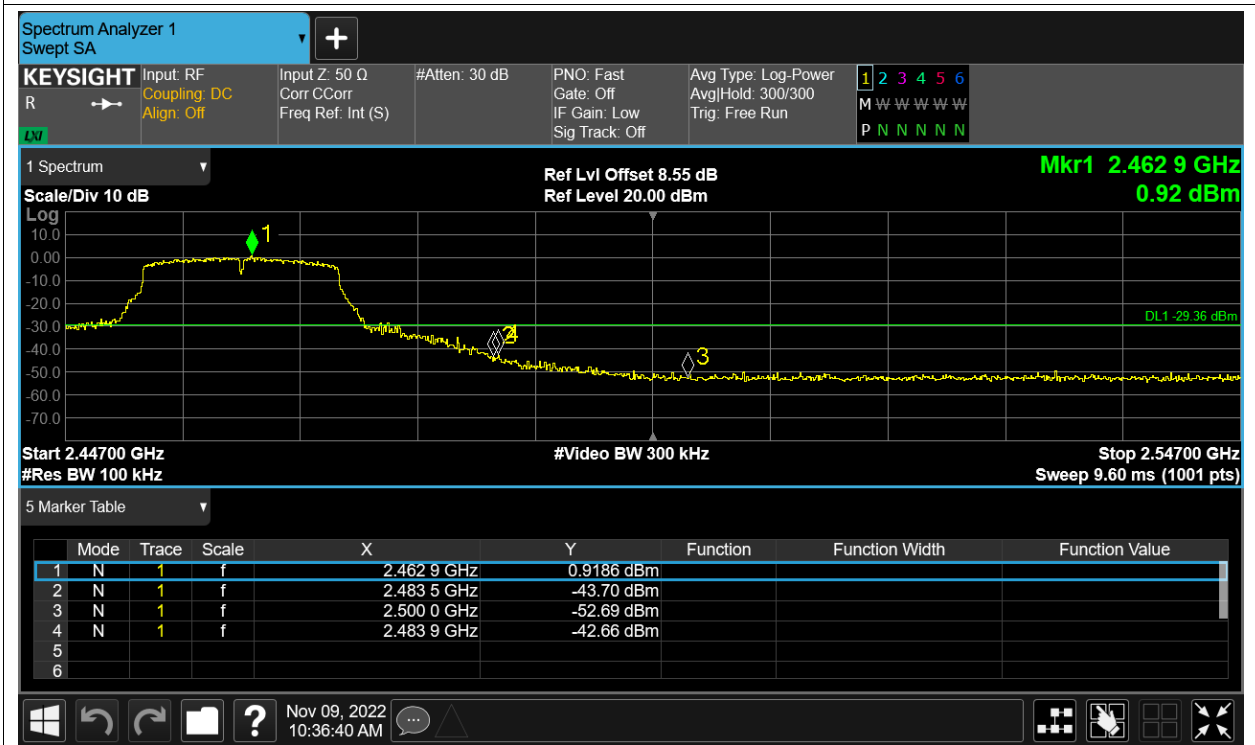 Spectrum Analyzer 1
Swept SA
KEYSIGHT
R
LXI
Input: RF
Coupling: DC
Align: Off
Input Z: 50 Ω
Corr CCorr
Freq Ref: Int (S)
#Atten: 30 dB
PNO: Fast
Gate: Off
IF Gain: Low
Sig Track: Off
Avg Type: Log-Power
Avg|Hold: 300/300
Trig: Free Run
1 2 3 4 5 6
M W W W W W
P N N N N N
1 Spectrum
Scale/Div 10 dB
Ref Lvl Offset 8.55 dB
Ref Level 20.00 dBm
Mkr1 2.462 9 GHz
0.92 dBm
Log
10.0
0.00
-10.0
-20.0
-30.0
-40.0
-50.0
-60.0
-70.0
1
3
DL1 -29.36 dBm
Start 2.44700 GHz
#Video BW 300 kHz
Stop 2.54700 GHz
#Res BW 100 kHz
Sweep 9.60 ms (1001 pts)
5 Marker Table
Mode Trace Scale X Y Function Function Width Function Value
1 N 1 f 2.462 9 GHz 0.9186 dBm
2 N 1 f 2.483 5 GHz -43.70 dBm
3 N 1 f 2.500 0 GHz -52.69 dBm
4 N 1 f 2.483 9 GHz -42.66 dBm
5
6
?
Nov 09, 2022
10:36:40 AM